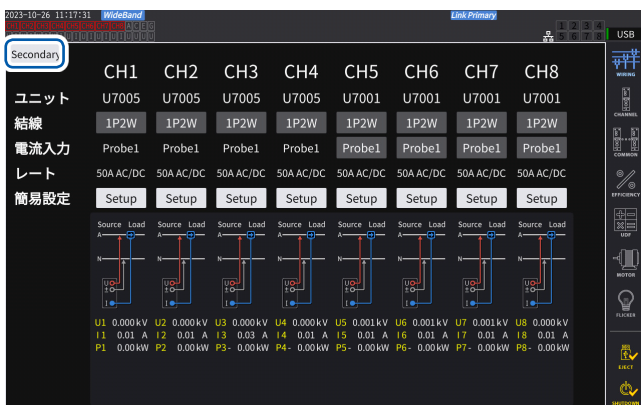 2023-10-26 11:17:31 WideBand Link Primary
1 2 3 4
5 6 7 8
USB
Secondary
CH1 CH2 CH3 CH4 CH5 CH6 CH7 CH8
ユニット U7005 U7005 U7005 U7005 U7001 U7001 U7001 U7001
結線 1P2W 1P2W 1P2W 1P2W 1P2W 1P2W 1P2W 1P2W
電流入力 Probe1 Probe1 Probe1 Probe1 Probe1 Probe1 Probe1 Probe1
レート 50A AC/DC 50A AC/DC 50A AC/DC 50A AC/DC 50A AC/DC 50A AC/DC 50A AC/DC 50A AC/DC
簡易設定 Setup Setup Setup Setup Setup Setup Setup Setup
Source Load Source Load Source Load Source Load Source Load Source Load Source Load Source Load
A A A A A A A A
N N N N N N N N
U U U U U U U U
± ± ± ± ± ± ± ±
I I I I I I I I
U1 0.000 kV U2 0.000 kV U3 0.000 kV U4 0.000 kV U5 0.001 kV U6 0.001 kV U7 0.001 kV U8 0.000 kV
I1 0.01 A I2 0.01 A I3 0.03 A I4 0.01 A I5 0.01 A I6 0.01 A I7 0.01 A I8 0.01 A
P1 0.00 kW P2 0.00 kW P3 - 0.00 kW P4 - 0.00 kW P5 - 0.00 kW P6 - 0.00 kW P7 - 0.00 kW P8 - 0.00 kW
WIRING
CHANNEL
COMMON
EFFICIENCY
UDF
MOTOR
FLICKER
EJECT
SHUTDOWN